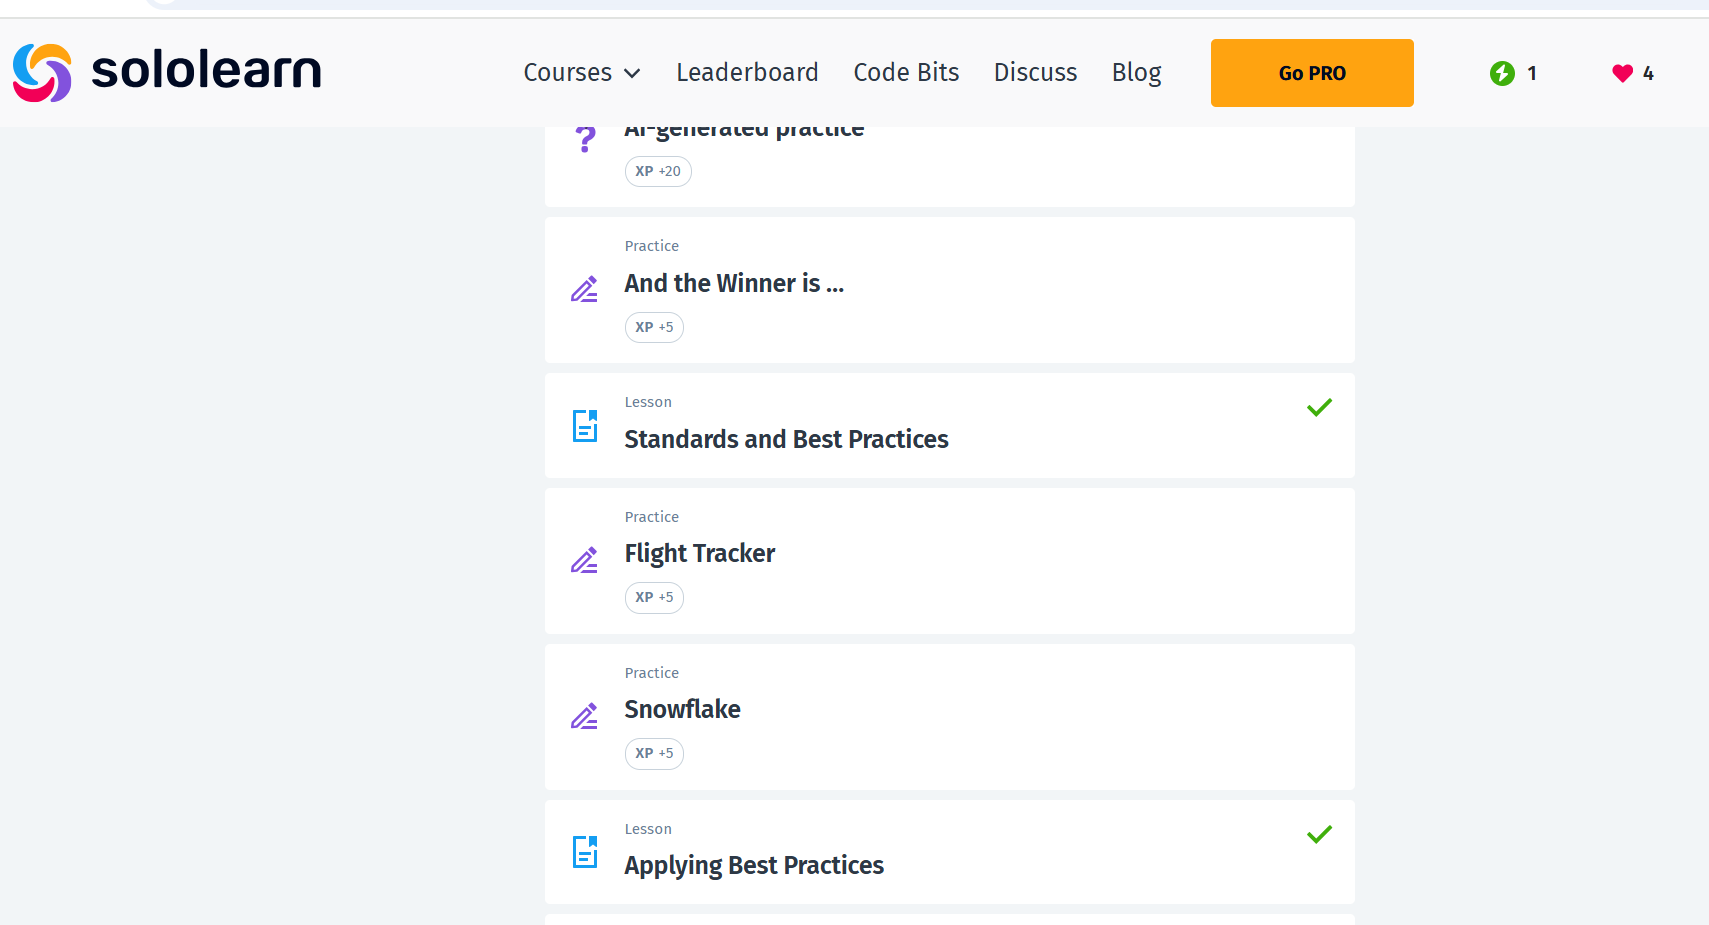 sololearn
Courses Leaderboard Code Bits Discuss Blog Go PRO 1 4
AI-generated practice
XP +20
Practice
And the Winner is ...
XP +5
Lesson
Standards and Best Practices
Practice
Flight Tracker
XP +5
Practice
Snowflake
XP +5
Lesson
Applying Best Practices